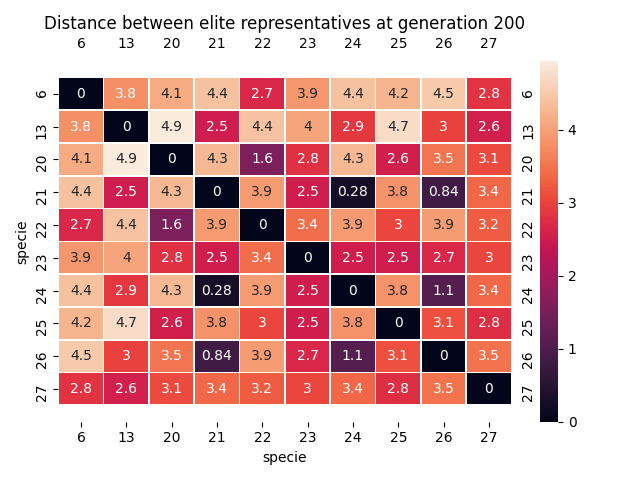 Distance between elite representatives at generation 200
6 13 20 21 22 23 24 25 26 27
6 0 3.8 4.1 4.4 2.7 3.9 4.4 4.2 4.5 2.8 6
13 3.8 0 4.9 2.5 4.4 4 2.9 4.7 3 2.6 13
20 4.1 4.9 0 4.3 1.6 2.8 4.3 2.6 3.5 3.1 20
21 4.4 2.5 4.3 0 3.9 2.5 0.28 3.8 0.84 3.4 21
22 2.7 4.4 1.6 3.9 0 3.4 3.9 3 3.9 3.2 22
23 3.9 4 2.8 2.5 3.4 0 2.5 2.5 2.7 3 23
24 4.4 2.9 4.3 0.28 3.9 2.5 0 3.8 1.1 3.4 24
25 4.2 4.7 2.6 3.8 3 2.5 3.8 0 3.1 2.8 25
26 4.5 3 3.5 0.84 3.9 2.7 1.1 3.1 0 3.5 26
27 2.8 2.6 3.1 3.4 3.2 3 3.4 2.8 3.5 0 27
6 13 20 21 22 23 24 25 26 27
specie
specie
4
3
2
1
0